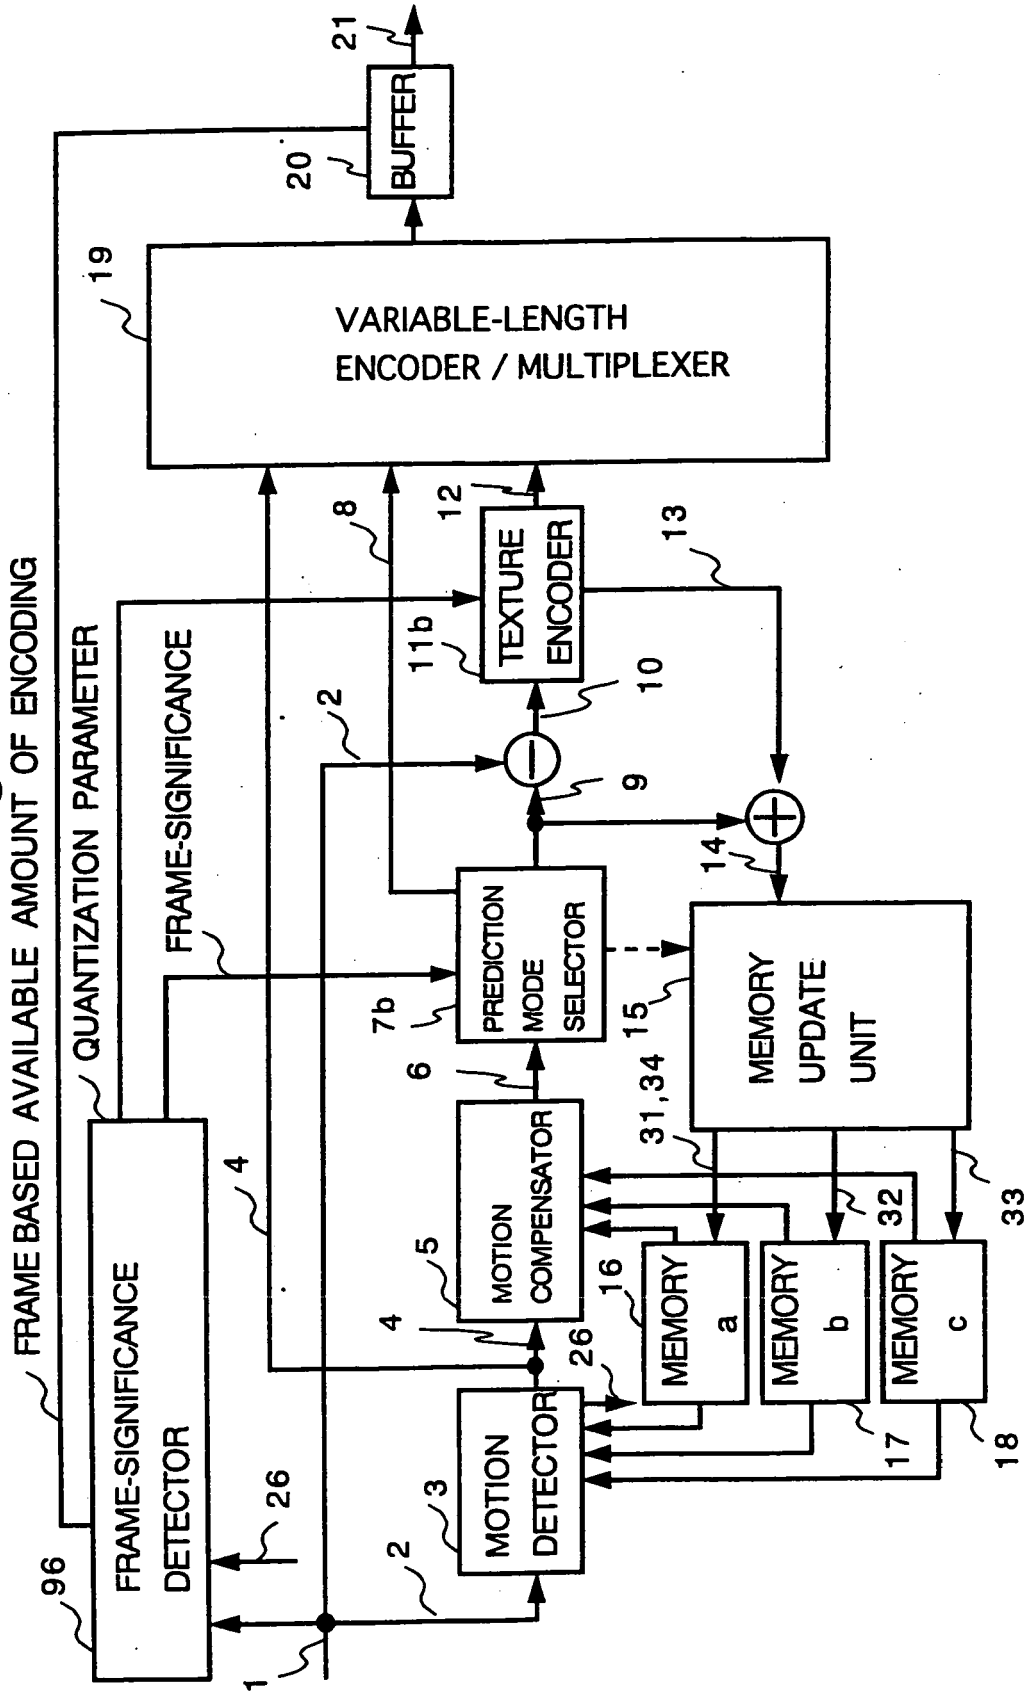 FRAME BASED AVAILABLE AMOUNT OF ENCODING
QUANTIZATION PARAMETER
FRAME-SIGNIFICANCE
96
FRAME-SIGNIFICANCE
DETECTOR
26
1
2
4
2
8
3
MOTION
DETECTOR
4
5
MOTION
COMPENSATOR
6
7b
PREDICTION
MODE
SELECTOR
9
10
11b
TEXTURE
ENCODER
12
13
19
VARIABLE-LENGTH
ENCODER / MULTIPLEXER
20
BUFFER
21
26
16
MEMORY
a
MEMORY
b
17
MEMORY
c
18
31,34
32
33
15
MEMORY
UPDATE
UNIT
14